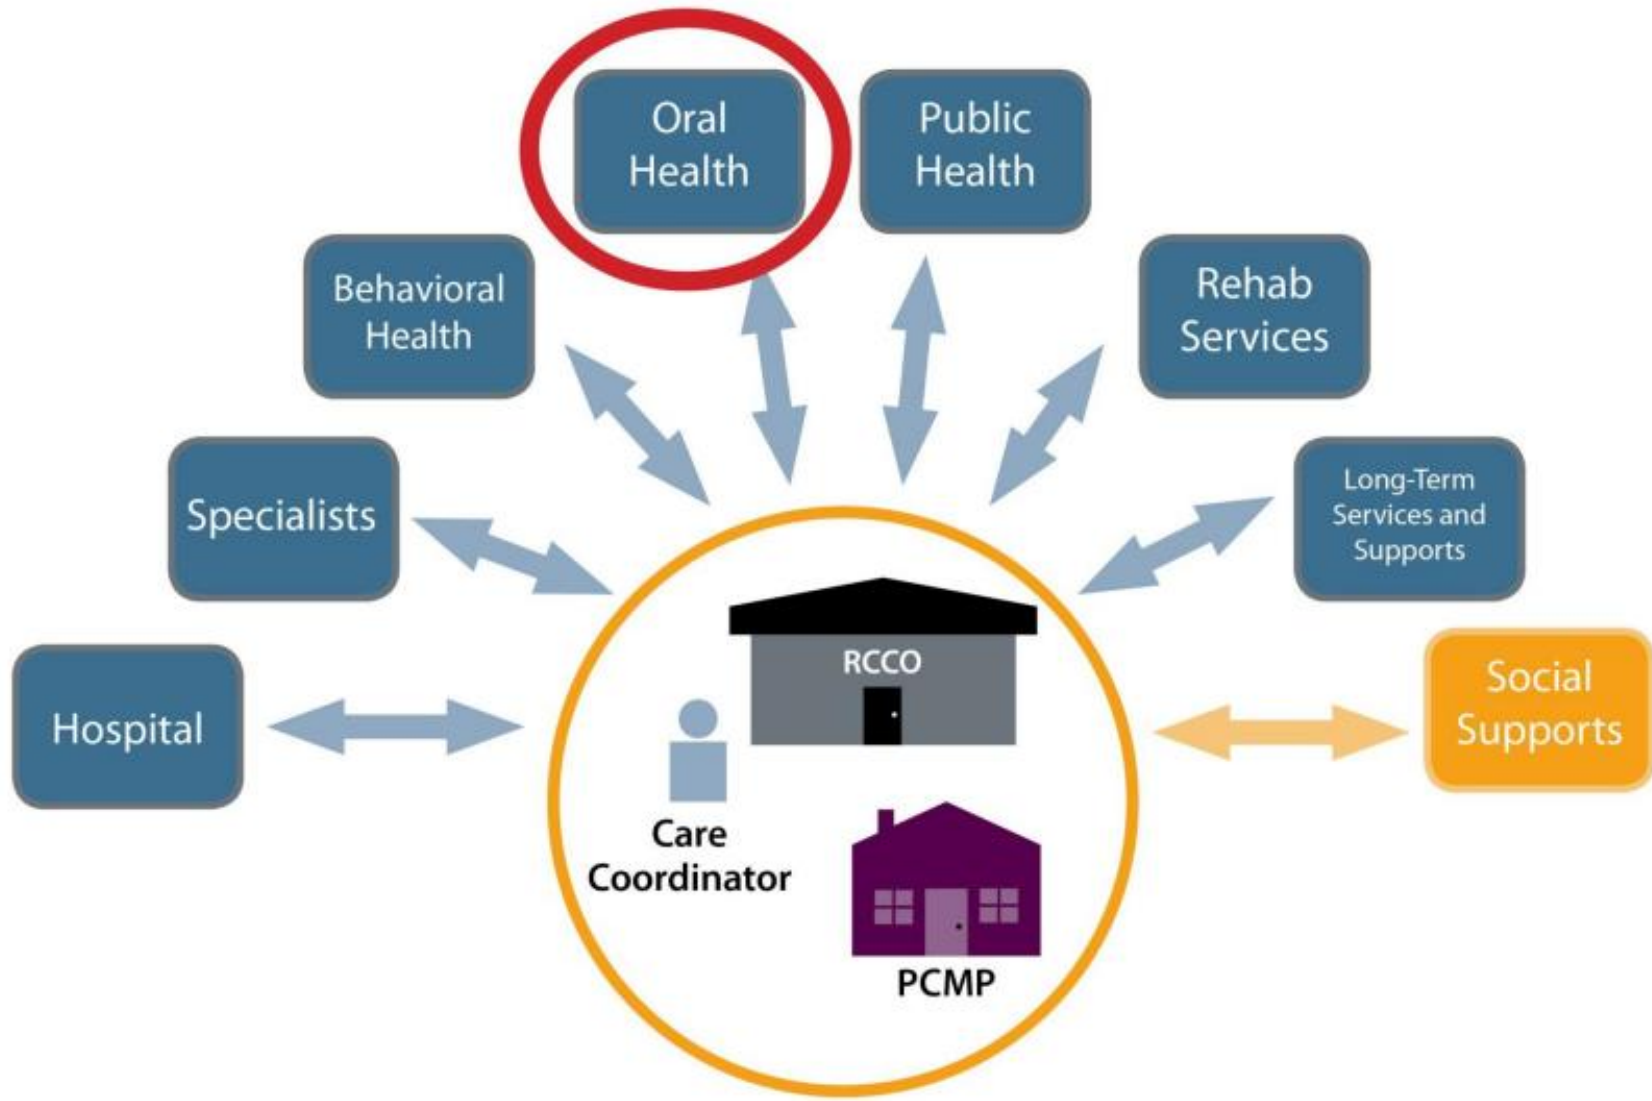 Oral
Health
Public
Health
Behavioral
Health
Rehab
Services
Specialists
Long-Term
Services and
Supports
Hospital
Social
Supports
RCCO
Care
Coordinator
PCMP